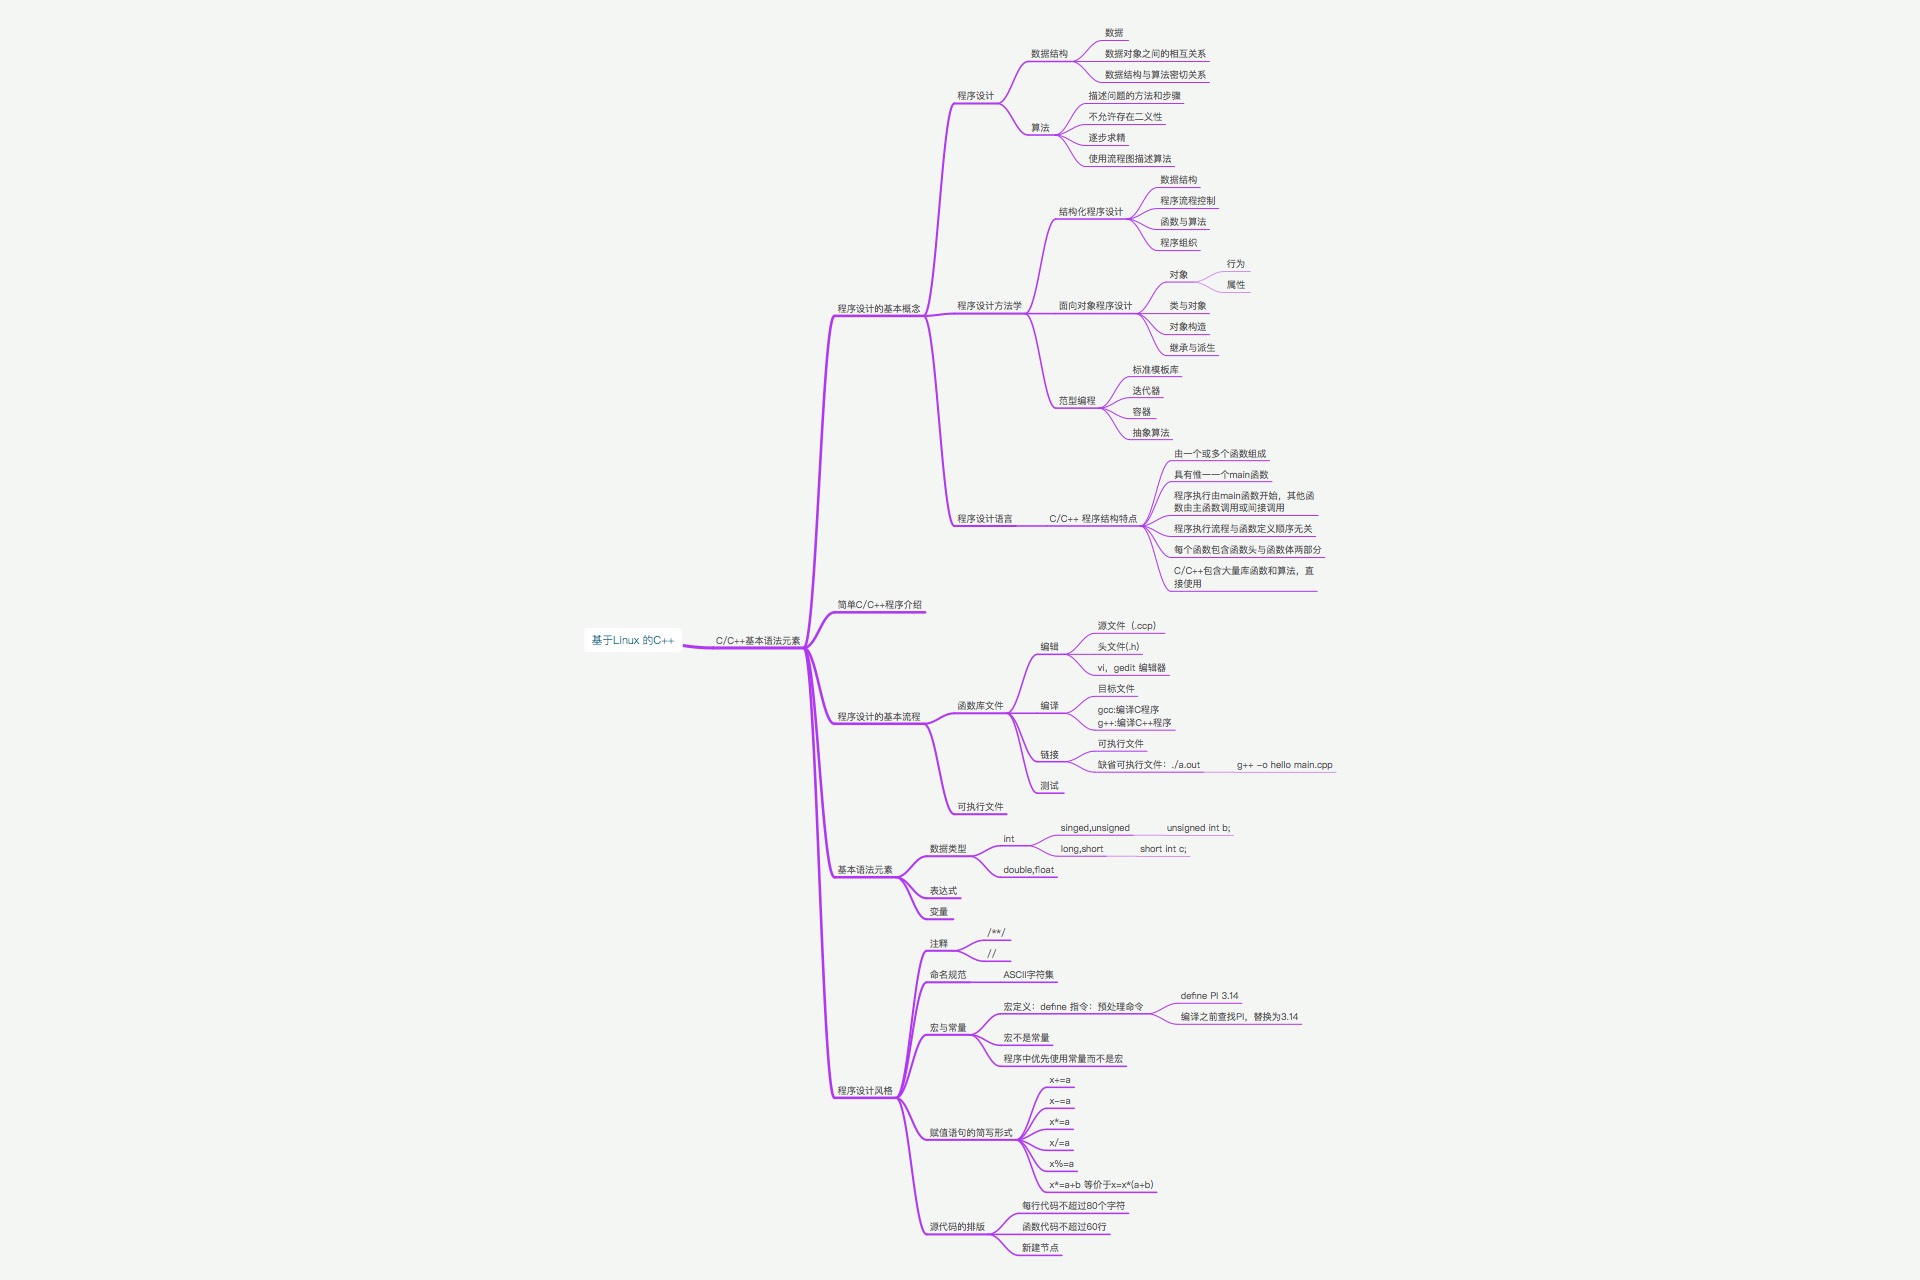 基于Linux 的C++
C/C++基本语法元素
程序设计的基本概念
程序设计
数据结构
数据
数据对象之间的相互关系
数据结构与算法密切关系
算法
描述问题的方法和步骤
不允许存在二义性
逐步求精
使用流程图描述算法
程序设计方法学
结构化程序设计
数据结构
程序流程控制
函数与算法
程序组织
面向对象程序设计
对象
行为
属性
类与对象
对象构造
继承与派生
范型编程
标准模板库
迭代器
容器
抽象算法
程序设计语言
C/C++ 程序结构特点
由一个或多个函数组成
具有惟一一个main函数
程序执行由main函数开始，其他函
数由主函数调用或间接调用
程序执行流程与函数定义顺序无关
每个函数包含函数头与函数体两部分
C/C++包含大量库函数和算法，直
接使用
简单C/C++程序介绍
程序设计的基本流程
函数库文件
编辑
源文件（.ccp）
头文件(.h)
vi，gedit 编辑器
编译
目标文件
gcc:编译C程序
g++:编译C++程序
链接
可执行文件
缺省可执行文件：./a.out
g++ -o hello main.cpp
测试
可执行文件
基本语法元素
数据类型
int
singed,unsigned
unsigned int b;
long,short
short int c;
double,float
表达式
变量
程序设计风格
注释
/**/
//
命名规范
ASCII字符集
宏与常量
宏定义：define 指令：预处理命令
define PI 3.14
编译之前查找PI，替换为3.14
宏不是常量
程序中优先使用常量而不是宏
赋值语句的简写形式
x+=a
x-=a
x*=a
x/=a
x%=a
x*=a+b 等价于x=x*(a+b)
源代码的排版
每行代码不超过80个字符
函数代码不超过60行
新建节点